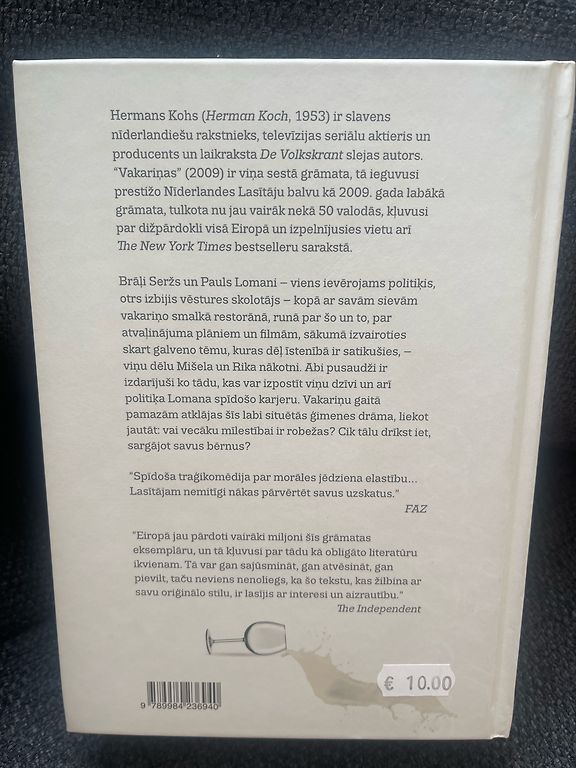 Hermans Kohs (Herman Koch, 1953) ir slavens
nīderlandiešu rakstnieks, televīzijas seriālu aktieris un
producents un laikraksta De Volkskrant slejas autors.
"Vakariņas" (2009) ir viņa sestā grāmata, tā ieguvusi
prestižo Nīderlandes Lasītāju balvu kā 2009. gada labākā
grāmata, tulkota nu jau vairāk nekā 50 valodās, kļuvusi
par dižpārdokli visā Eiropā un izpelnījusies vietu arī
The New York Times bestselleru sarakstā.
Brāļi Seržs un Pauls Lomani – viens ievērojams politiķis,
otrs izbijis vēstures skolotājs – kopā ar savām sievām
vakariņo smalkā restorānā, runā par šo un to, par
atvaļinājuma plāniem un filmām, sākumā izvairoties
skart galveno tēmu, kuras dēļ īstenībā ir satikušies, –
viņu dēlu Mišela un Rika nākotni. Abi pusaudži ir
izdarījuši ko tādu, kas var izpostīt viņu dzīvi un arī
politiķa Lomana spīdošo karjeru. Vakariņu gaitā
pamazām atklājas šīs labi situētās ģimenes drāma, liekot
jautāt: vai vecāku mīlestībai ir robežas? Cik tālu drīkst iet,
sargājot savus bērnus?
"Spīdoša traģikomēdija par morāles jēdziena elastību...
Lasītājam nemitīgi nākas pārvērtēt savus uzskatus."
FAZ
"Eiropā jau pārdoti vairāki miljoni šīs grāmatas
eksemplāru, un tā kļuvusi par tādu kā obligāto literatūru
ikvienam. Tā var gan sajūsmināt, gan atvēsināt, gan
pievilt, taču neviens nenoliegs, ka šo tekstu, kas žilbina ar
savu oriģinālo stilu, ir lasījis ar interesi un aizrautību."
The Independent
€ 10.00
9 789984 236940